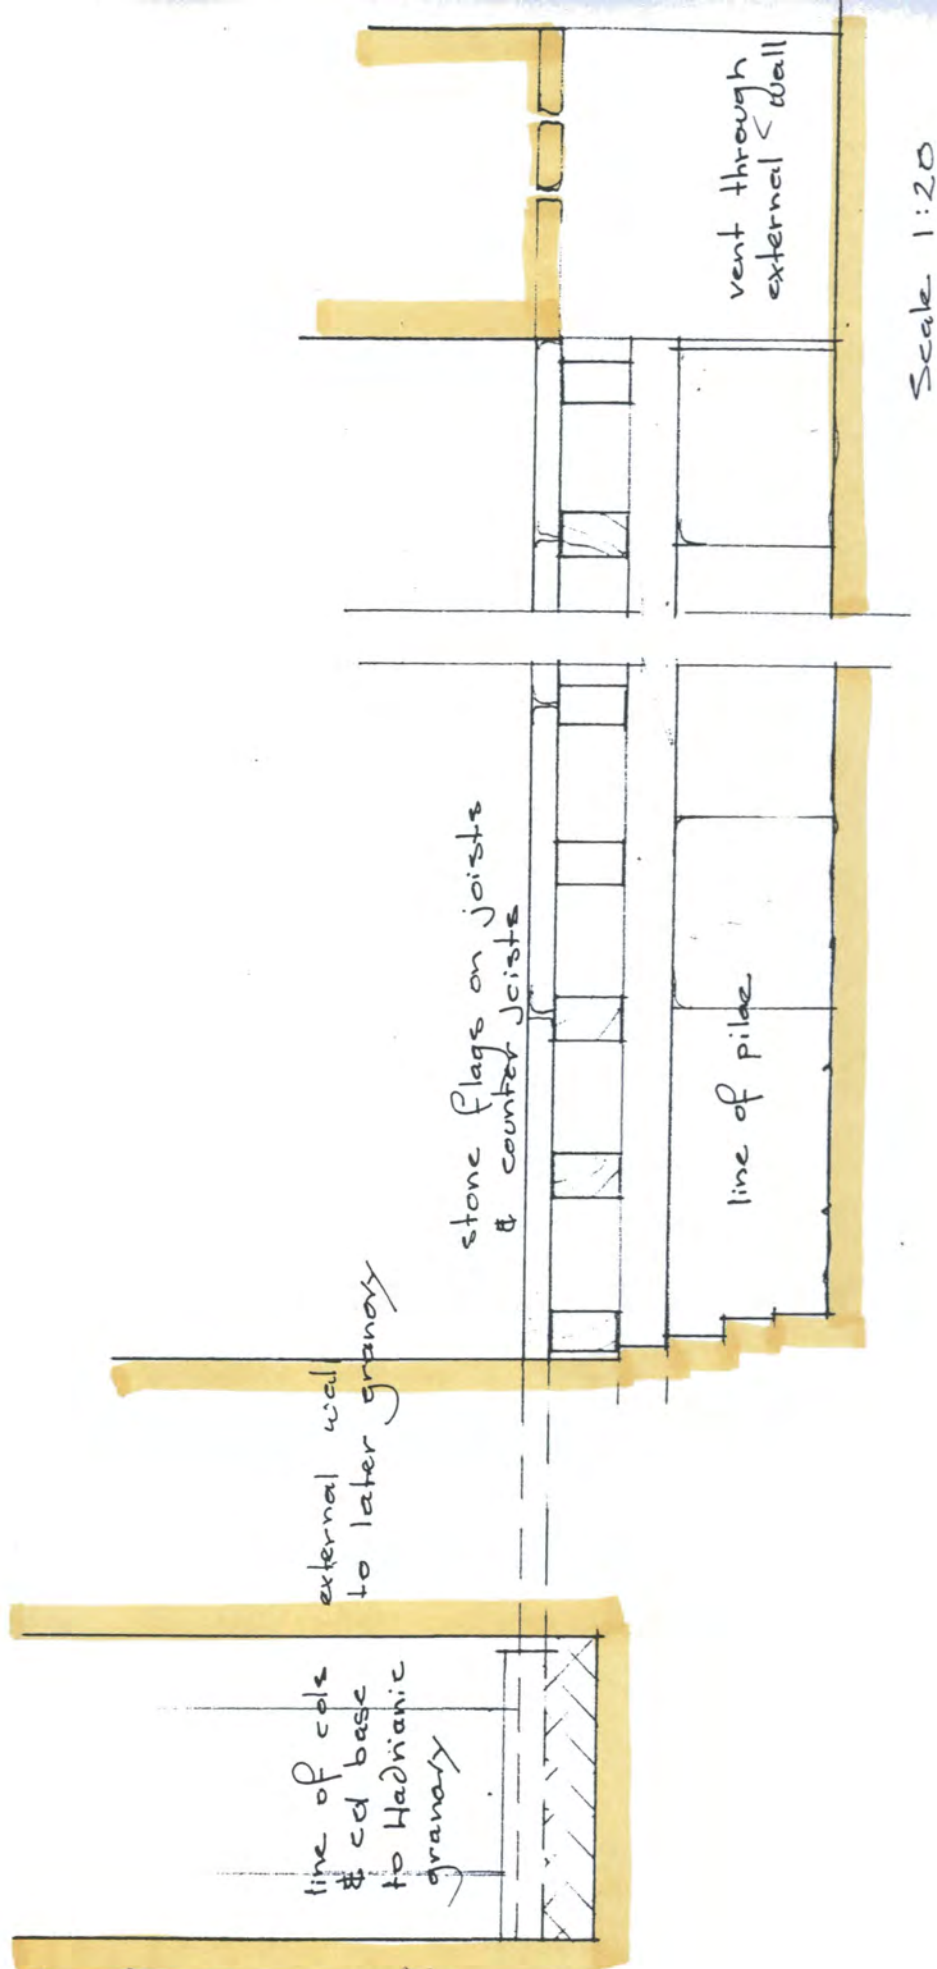 line of cols
& col base
to Hadrianic
granary
external wall
to later granary
stone flags on joists
& counter joists
line of pilae
vent through
external < wall
Scale 1:20